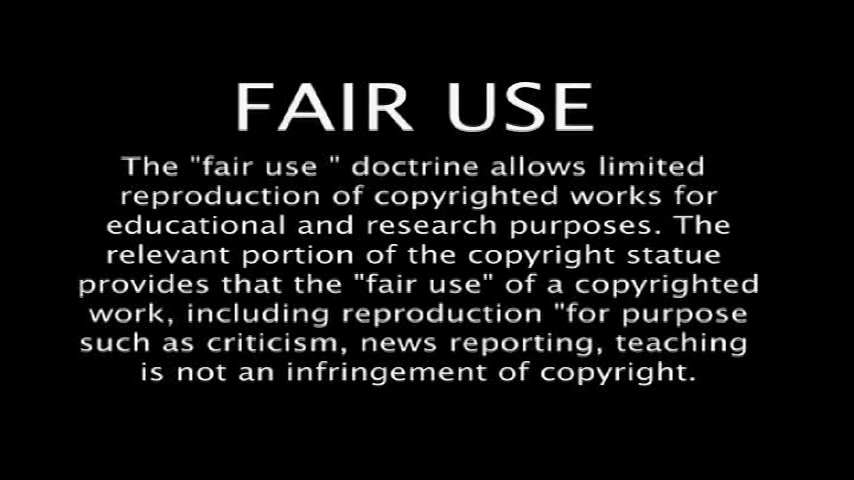 FAIR USE
The "fair use " doctrine allows limited
reproduction of copyrighted works for
educational and research purposes. The
relevant portion of the copyright statue
provides that the "fair use" of a copyrighted
work, including reproduction "for purpose
such as criticism, news reporting, teaching
is not an infringement of copyright.